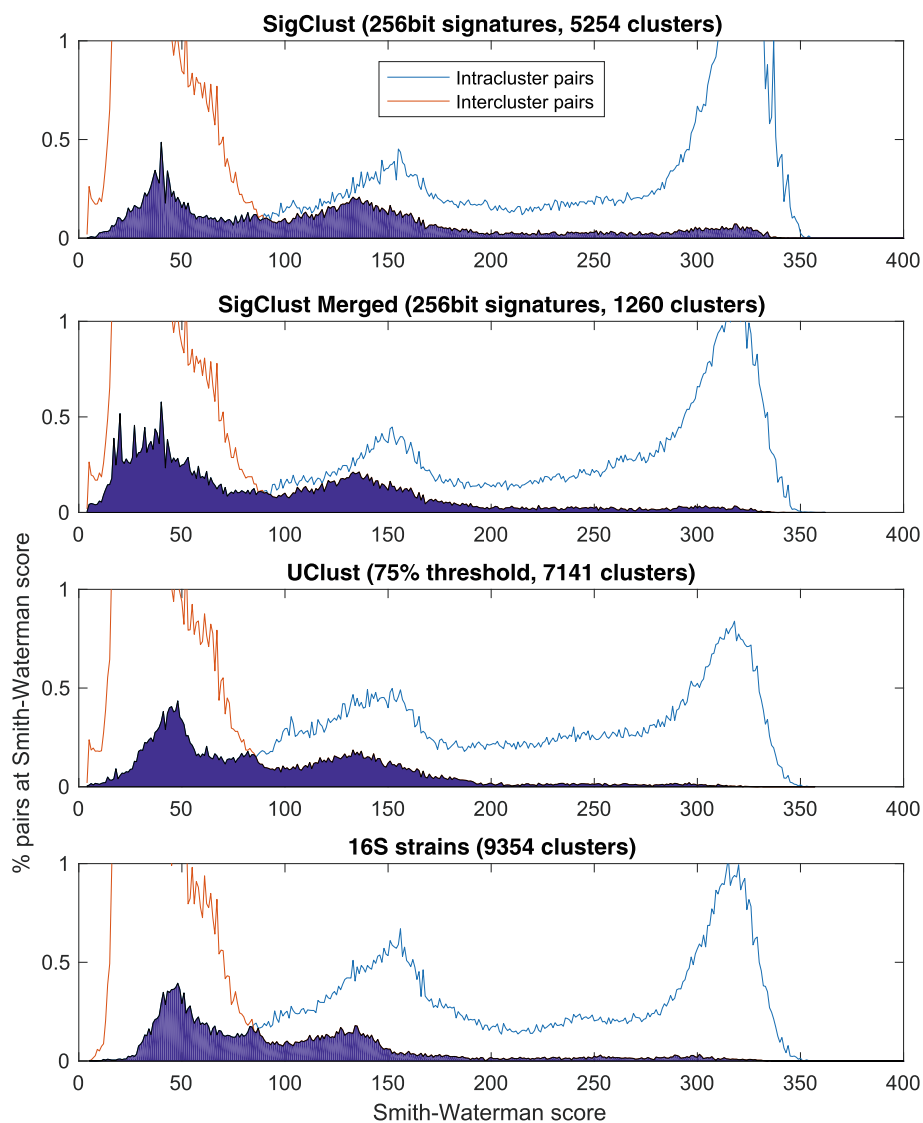 SigClust (256bit signatures, 5254 clusters)
1
0.5
0
Intracluster pairs
Intercluster pairs
0 50 100 150 200 250 300 350 400
SigClust Merged (256bit signatures, 1260 clusters)
1
0.5
0
0 50 100 150 200 250 300 350 400
UClust (75% threshold, 7141 clusters)
1
0.5
0
0 50 100 150 200 250 300 350 400
% pairs at Smith-Waterman score
16S strains (9354 clusters)
1
0.5
0
0 50 100 150 200 250 300 350 400
Smith-Waterman score